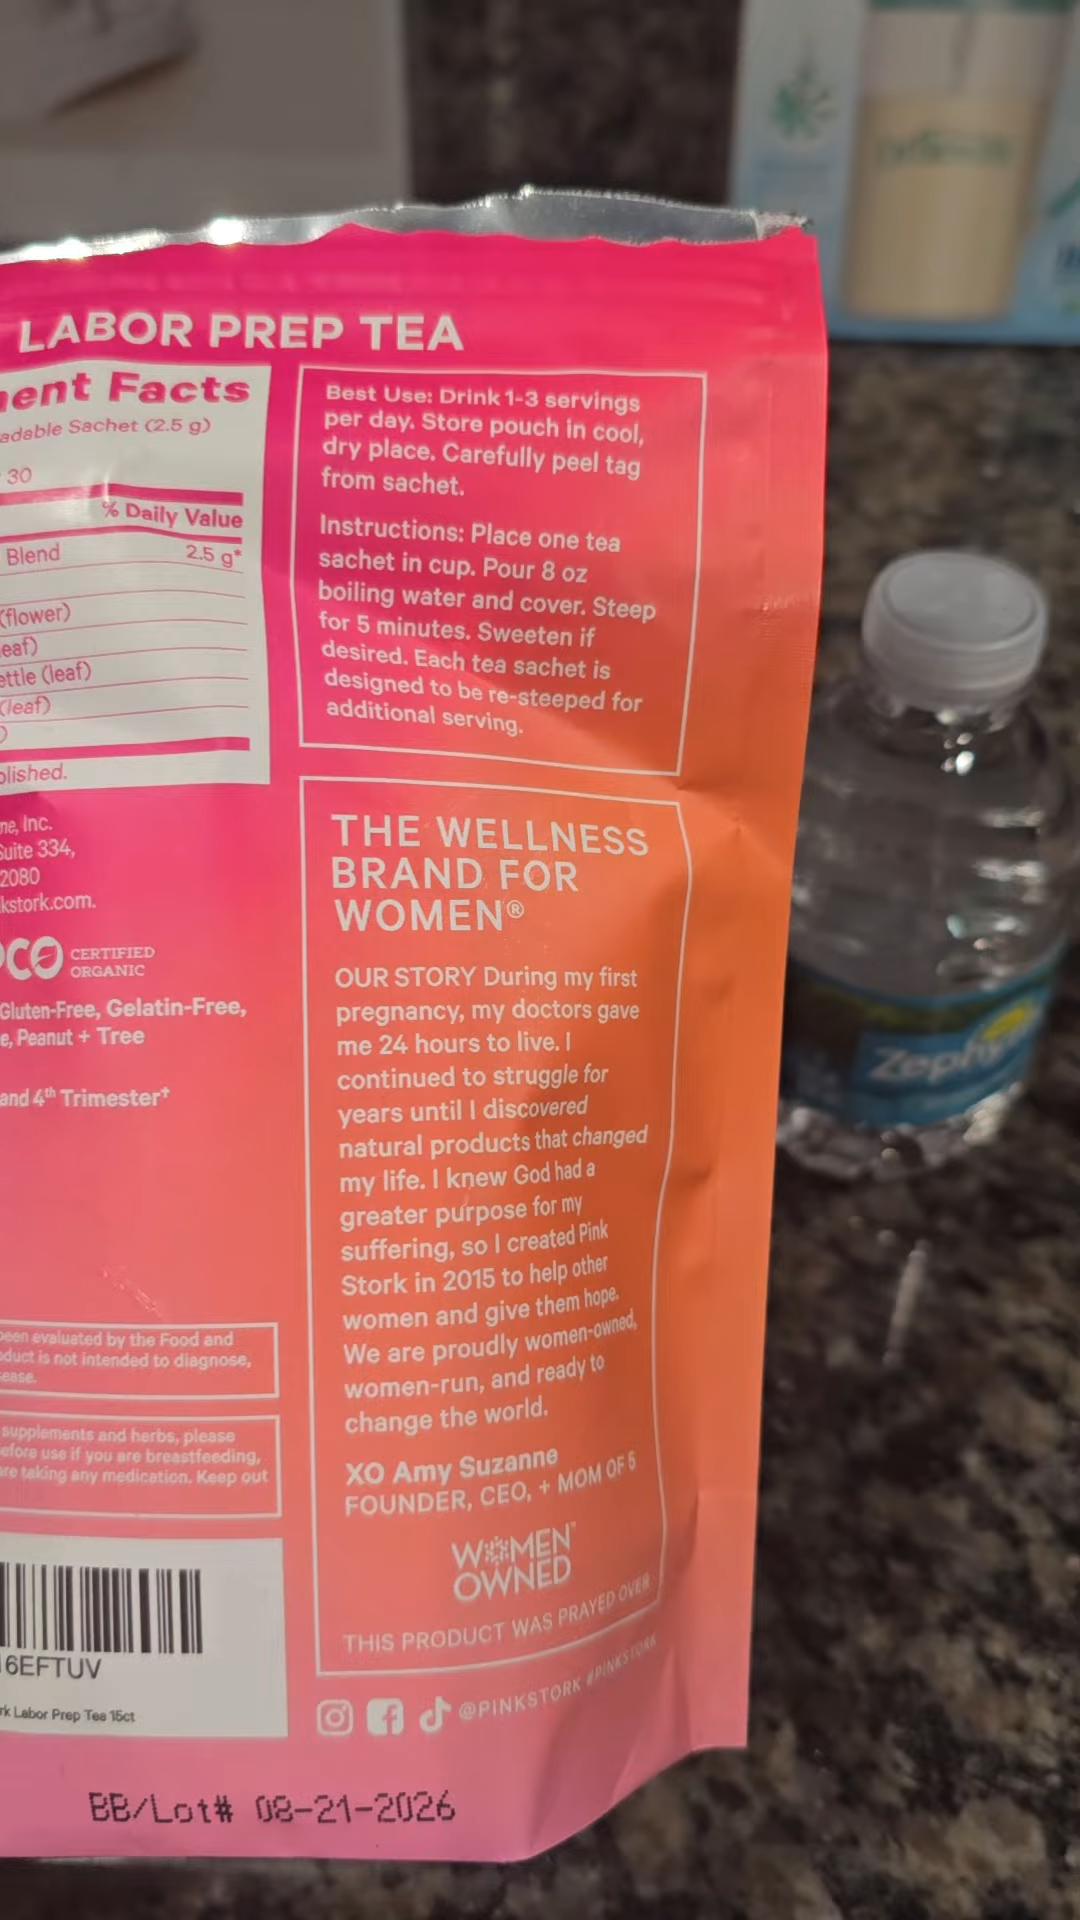 LABOR PREP TEA
ent Facts
adable Sachet (2.5 g)
30
% Daily Value
Blend 2.5 g*
(flower)
eaf)
ettle (leaf)
(leaf)
)
olished.
ne, Inc.
Suite 334,
2080
kstork.com.
CERTIFIED
ORGANIC
Gluten-Free, Gelatin-Free,
e, Peanut + Tree
and 4th Trimester+
been evaluated by the Food and
oduct is not intended to diagnose,
ease.
supplements and herbs, please
efore use if you are breastfeeding,
are taking any medication. Keep out
6EFTUV
rk Labor Prep Tea 15ct
Best Use: Drink 1-3 servings
per day. Store pouch in cool,
dry place. Carefully peel tag
from sachet.
Instructions: Place one tea
sachet in cup. Pour 8 oz
boiling water and cover. Steep
for 5 minutes. Sweeten if
desired. Each tea sachet is
designed to be re-steeped for
additional serving.
THE WELLNESS
BRAND FOR
WOMEN®
OUR STORY During my first
pregnancy, my doctors gave
me 24 hours to live. I
continued to struggle for
years until I discovered
natural products that changed
my life. I knew God had a
greater purpose for my
suffering, so I created Pink
Stork in 2015 to help other
women and give them hope.
We are proudly women-owned,
women-run, and ready to
change the world.
XO Amy Suzanne
FOUNDER, CEO, + MOM OF 5
WOMEN™
OWNED
THIS PRODUCT WAS PRAYED OVER
@PINKSTORK #PINKSTORK
BB/Lot# 08-21-2026